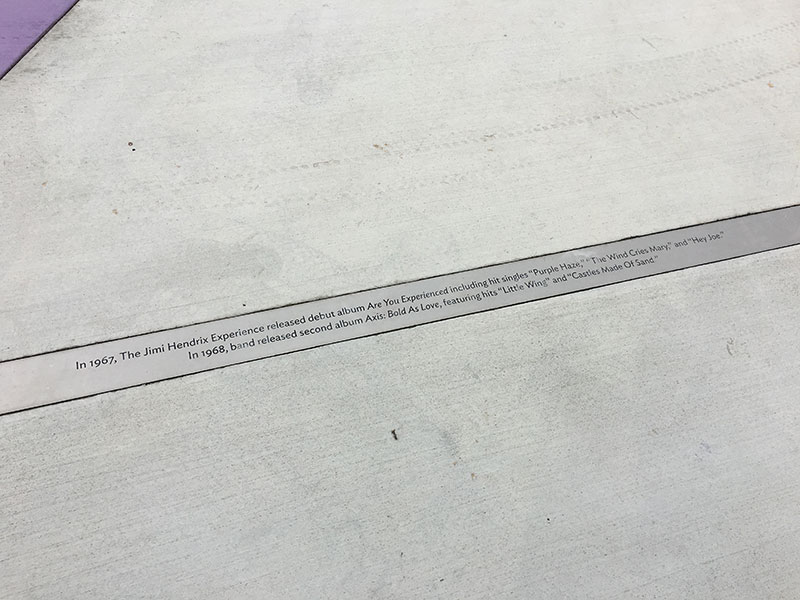 In 1967, The Jimi Hendrix Experience released debut album Are You Experienced including hit singles "Purple Haze," "The Wind Cries Mary," and "Hey Joe."
In 1968, band released second album Axis: Bold As Love, featuring hits "Little Wing" and "Castles Made Of Sand."